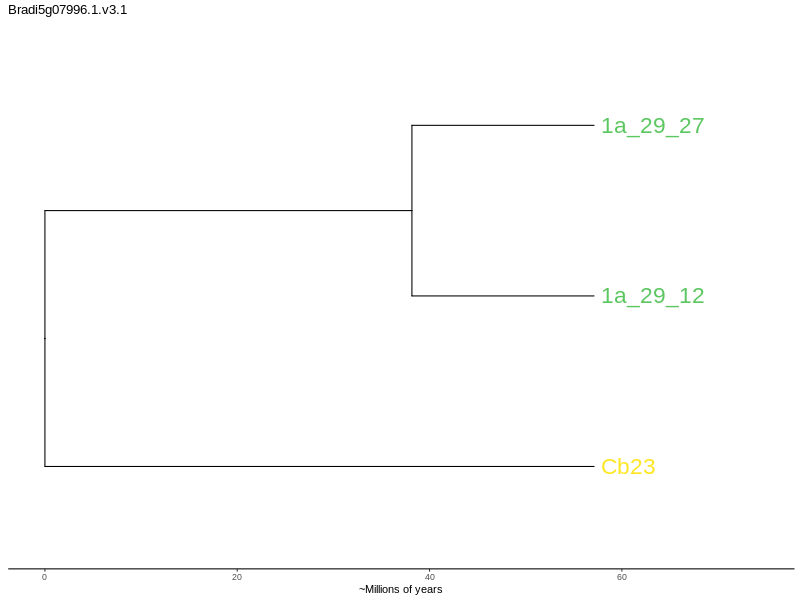 Bradi5g07996.1.v3.1
1a_29_27
1a_29_12
Cb23
0 20 40 60
~Millions of years